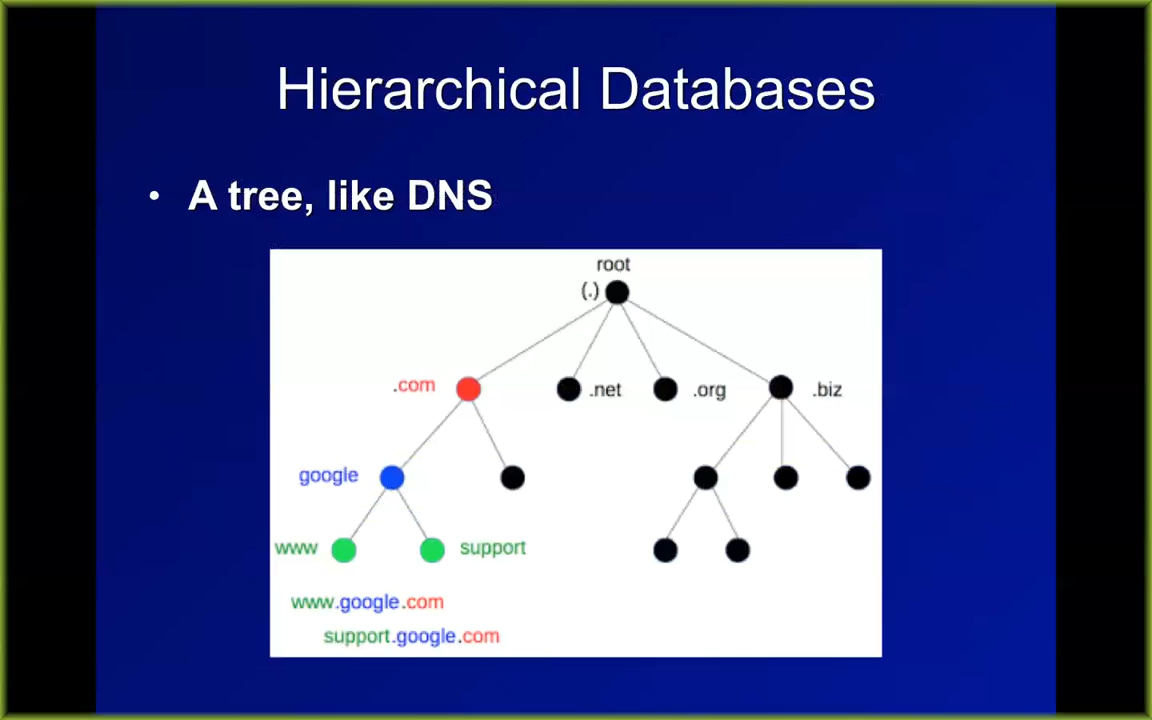 Hierarchical Databases
• A tree, like DNS
root
(.)
.com .net .org .biz
google
www support
www.google.com
support.google.com